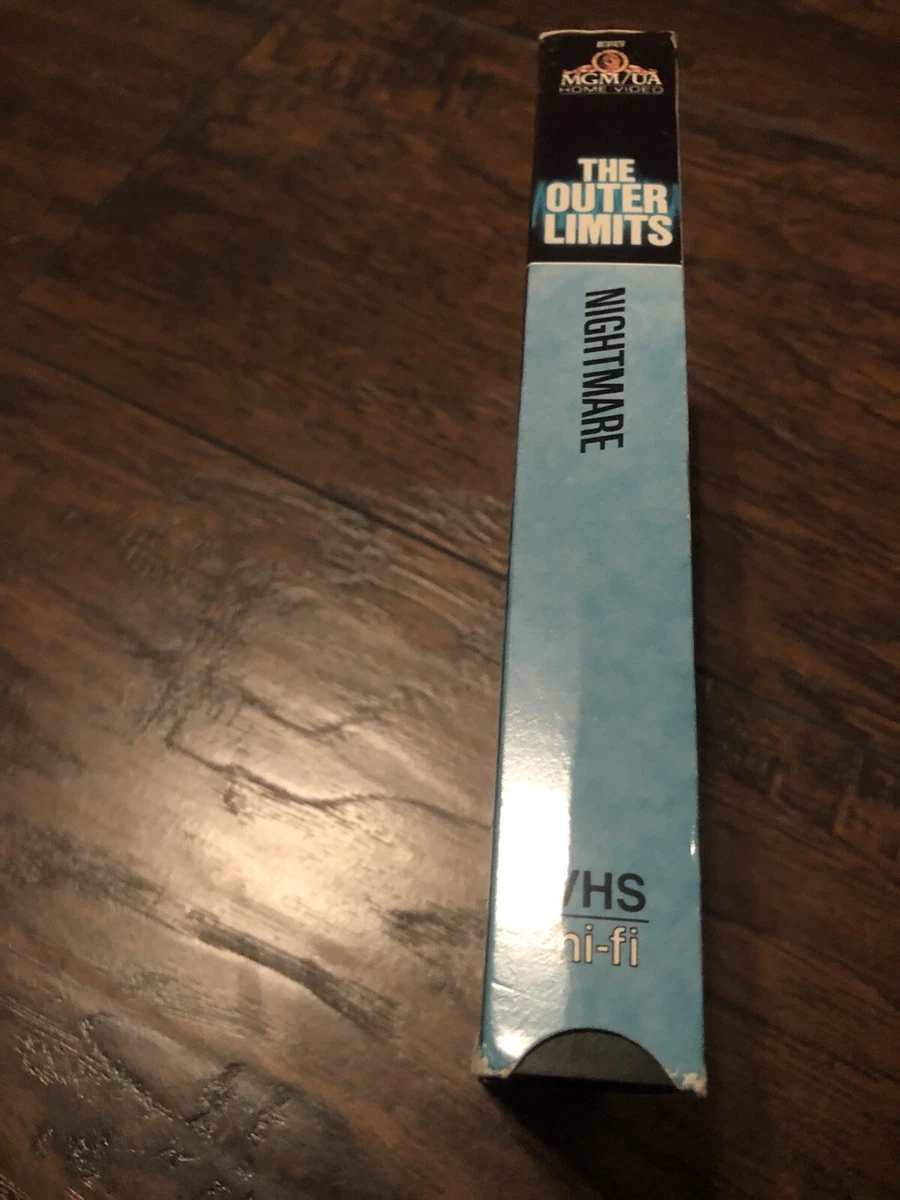 MGM/UA
HOME VIDEO
THE
OUTER
LIMITS
NIGHTMARE
VHS
hi-fi